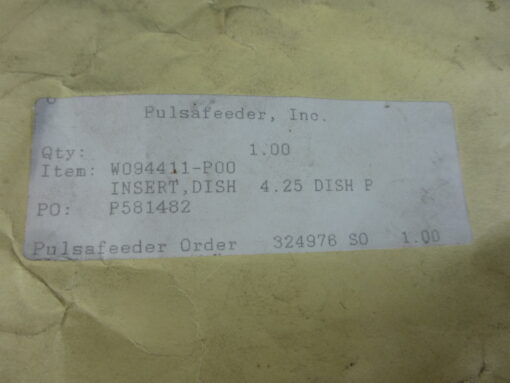 Pulsafeeder, Inc.
Qty: 1.00
Item: W094411-P00
INSERT,DISH 4.25 DISH P
PO: P581482
Pulsafeeder Order 324976 SO 1.00